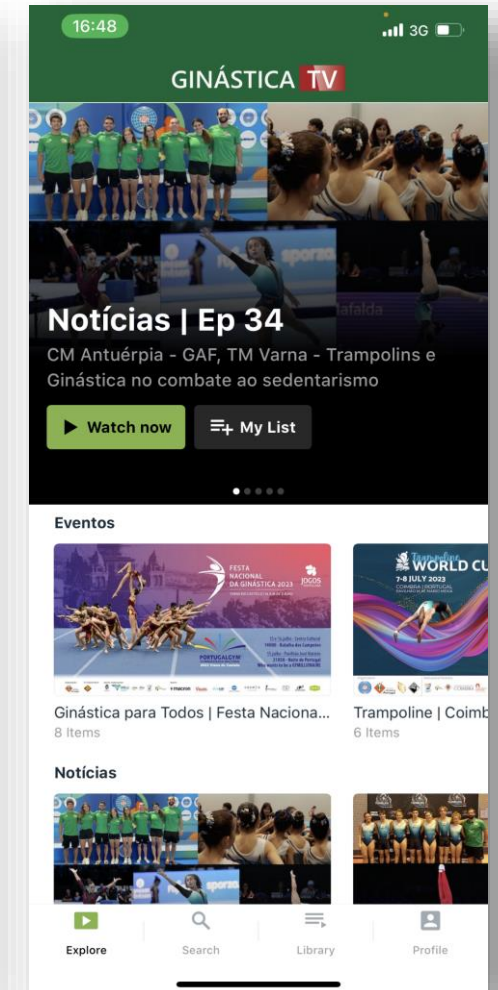 16:48
3G
GINÁSTICA TV
Notícias | Ep 34
CM Antuérpia - GAF, TM Varna - Trampolins e
Ginástica no combate ao sedentarismo
Watch now
My List
Eventos
FESTA
NACIONAL
DA GINÁSTICA 2023
JOGOS
PORTUGALGYM
WORLD CU
7-8 JULY 2023
Ginástica para Todos | Festa Naciona...
8 Items
Trampoline | Coimb
6 Items
Notícias
Explore
Search
Library
Profile